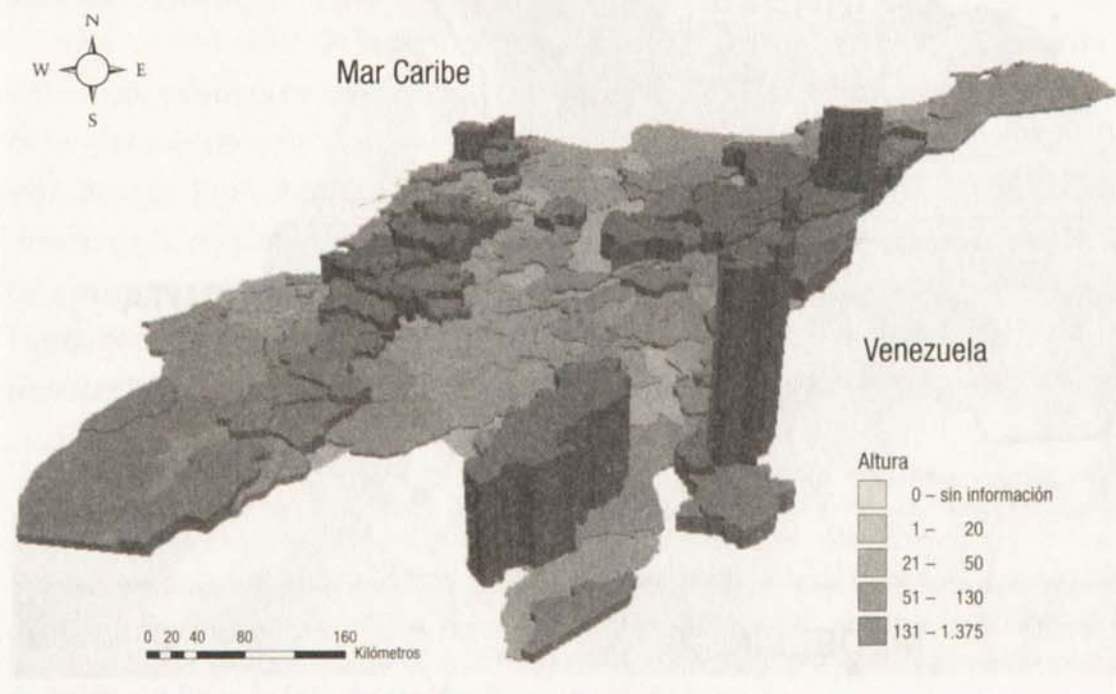 N
W E
S
Mar Caribe
Venezuela
Altura
0 – sin información
1 – 20
21 – 50
51 – 130
131 – 1.375
0 20 40 80 160
Kilómetros